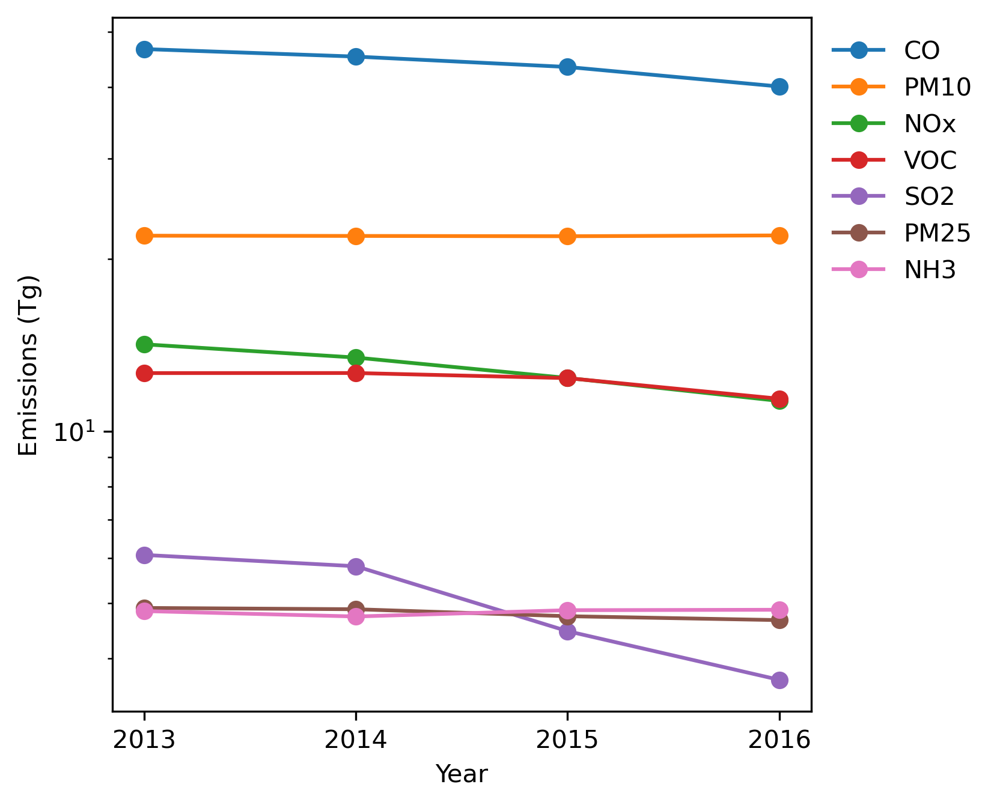 Emissions (Tg)
10¹
2013 2014 2015 2016
Year
CO
PM10
NOx
VOC
SO2
PM25
NH3